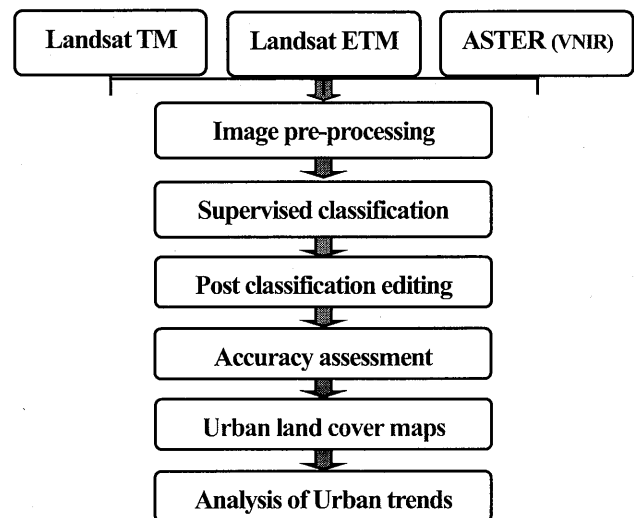 Landsat TM
Landsat ETM
ASTER (VNIR)
Image pre-processing
Supervised classification
Post classification editing
Accuracy assessment
Urban land cover maps
Analysis of Urban trends